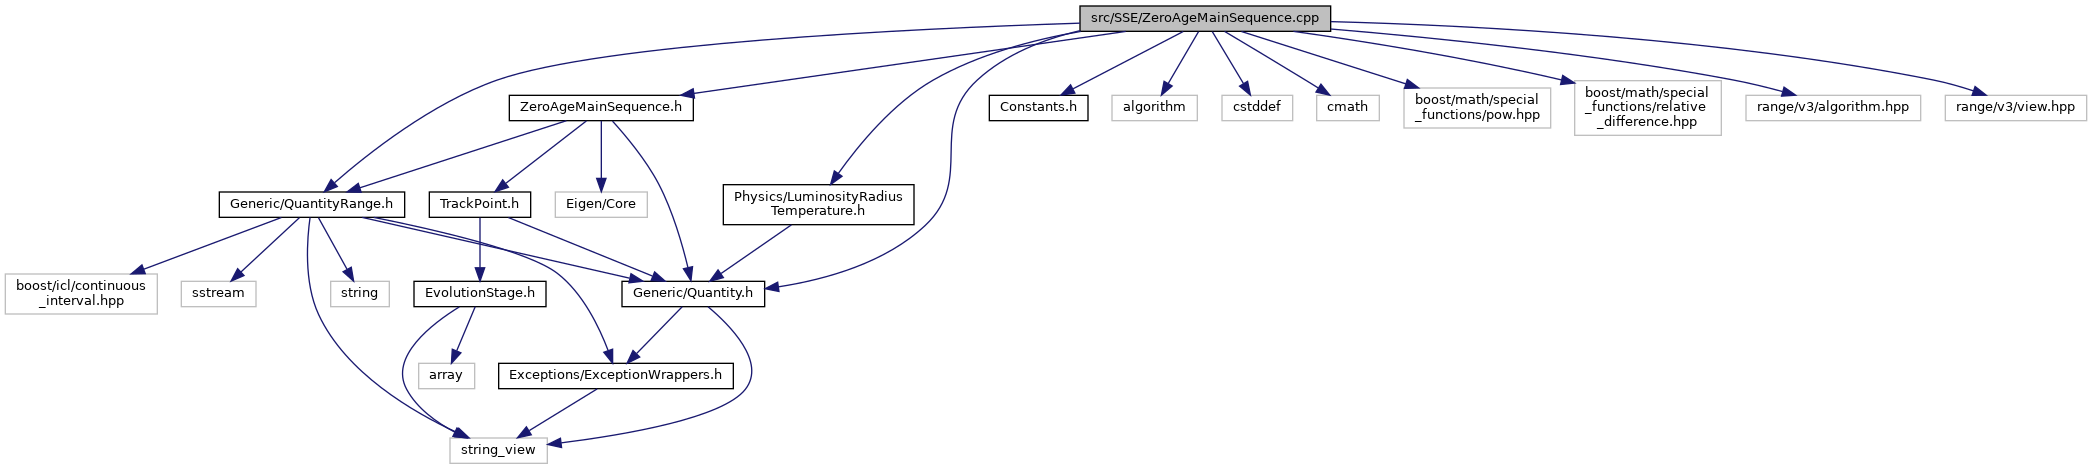 src/SSE/ZeroAgeMainSequence.cpp
ZeroAgeMainSequence.h
Constants.h
algorithm
cstddef
cmath
boost/math/special
_functions/pow.hpp
boost/math/special
_functions/relative
_difference.hpp
range/v3/algorithm.hpp
range/v3/view.hpp
Generic/QuantityRange.h
TrackPoint.h
Eigen/Core
Physics/LuminosityRadius
Temperature.h
boost/icl/continuous
_interval.hpp
sstream
string
EvolutionStage.h
Generic/Quantity.h
array
Exceptions/ExceptionWrappers.h
string_view